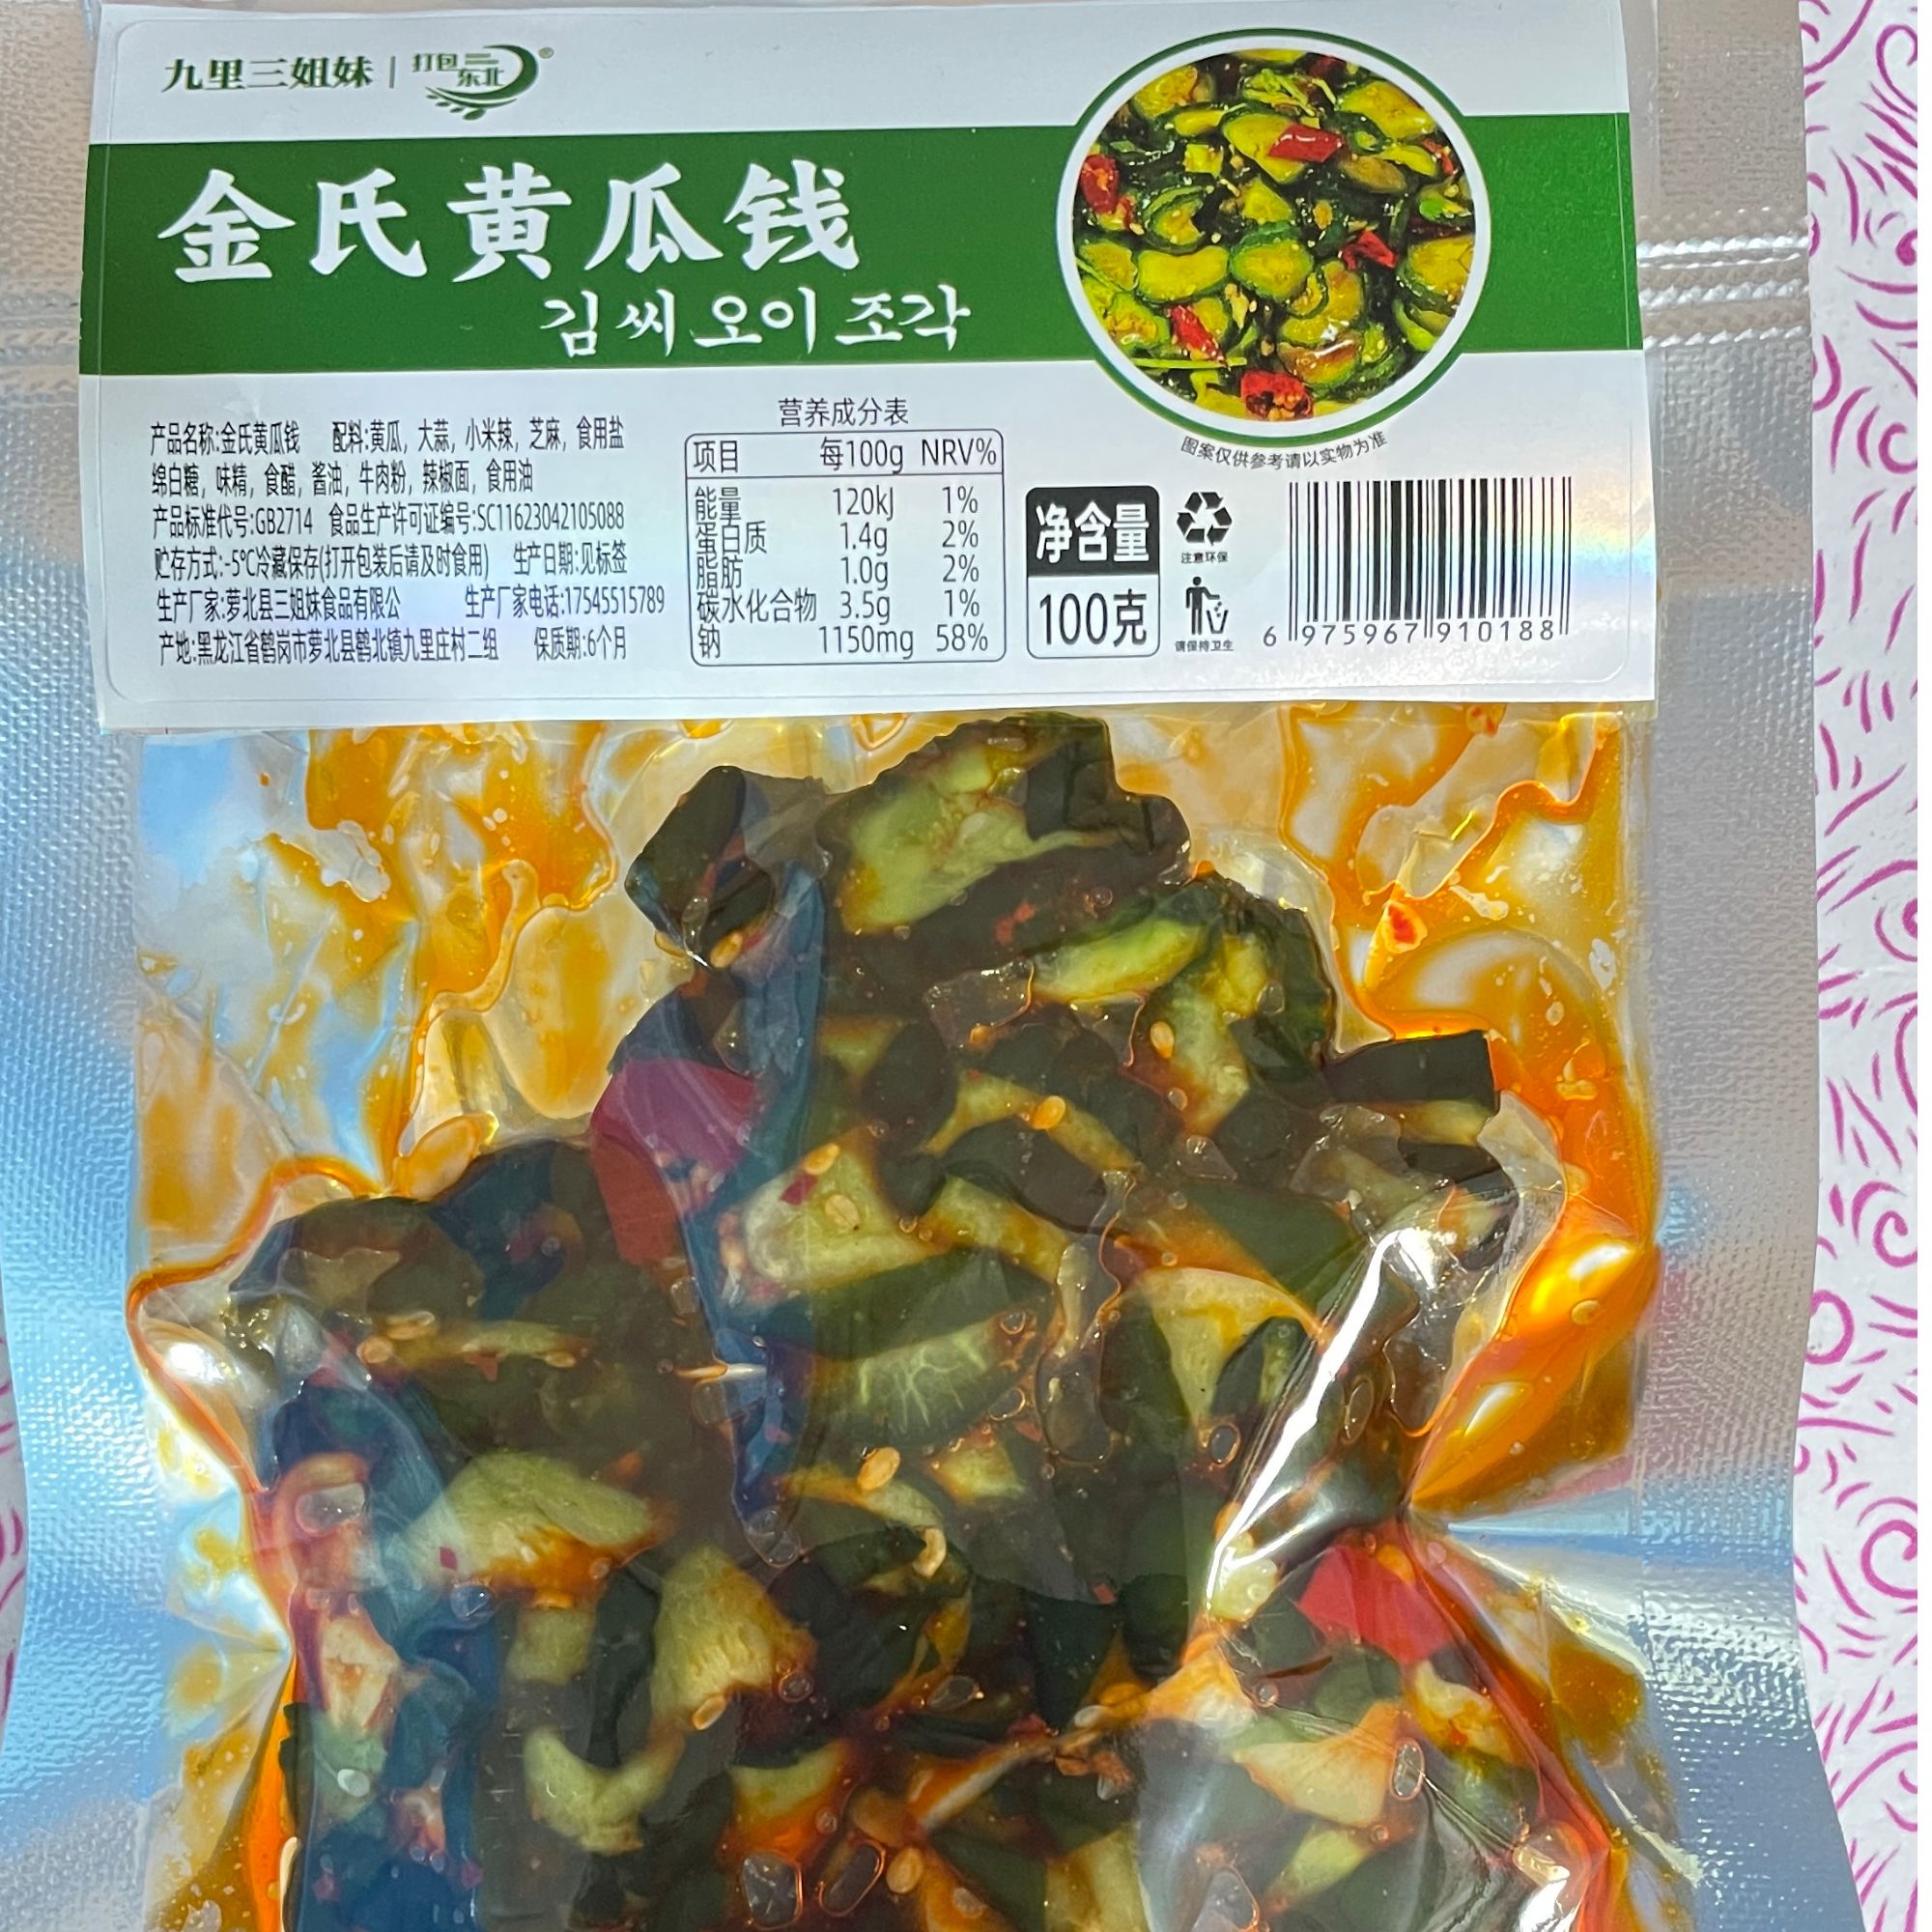 九里三姐妹 | 打包东北®
金氏黄瓜钱
김씨오이조각
产品名称:金氏黄瓜钱 配料:黄瓜, 大蒜, 小米辣, 芝麻, 食用盐
绵白糖, 味精, 食醋, 酱油, 牛肉粉, 辣椒面, 食用油
产品标准代号:GB2714 食品生产许可证编号:SC11623042105088
贮存方式:-5℃冷藏保存(打开包装后请及时食用) 生产日期:见标签
生产厂家:萝北县三姐妹食品有限公 生产厂家电话:17545515789
产地:黑龙江省鹤岗市萝北县鹤北镇九里庄村二组 保质期:6个月
营养成分表
项目 每100g NRV%
能量 120kJ 1%
蛋白质 1.4g 2%
脂肪 1.0g 2%
碳水化合物 3.5g 1%
钠 1150mg 58%
净含量
100克
注意环保
请保持卫生
图案仅供参考请以实物为准
6 975967 910188